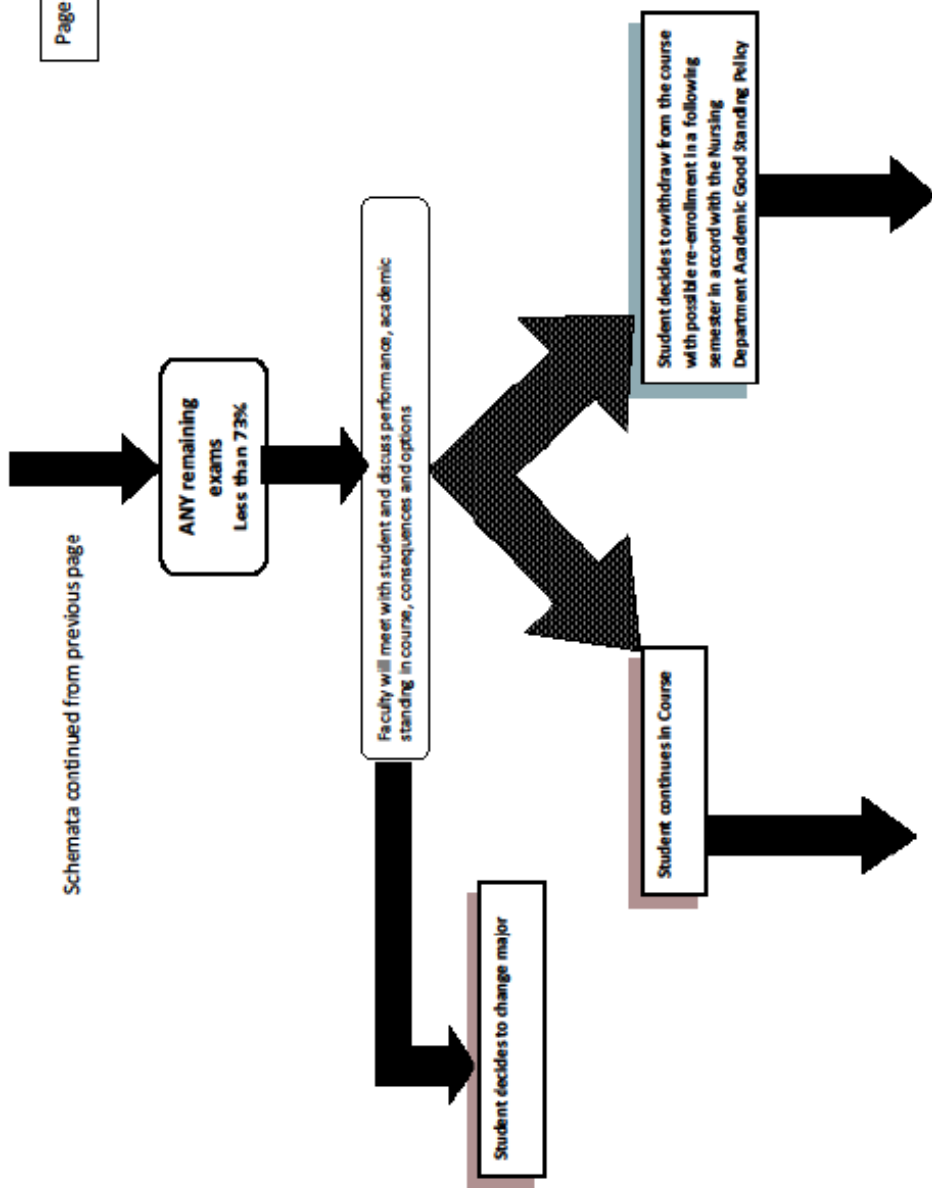 Page
Schemata continued from previous page
ANY remaining
exams
Less than 73%
Faculty will meet with student and discuss performance, academic
standing in course, consequences and options
Student decides to change major
Student continues in Course
Student decides to withdraw from the course
with possible re-enrollment in a following
semester in accord with the Nursing
Department Academic Good Standing Policy